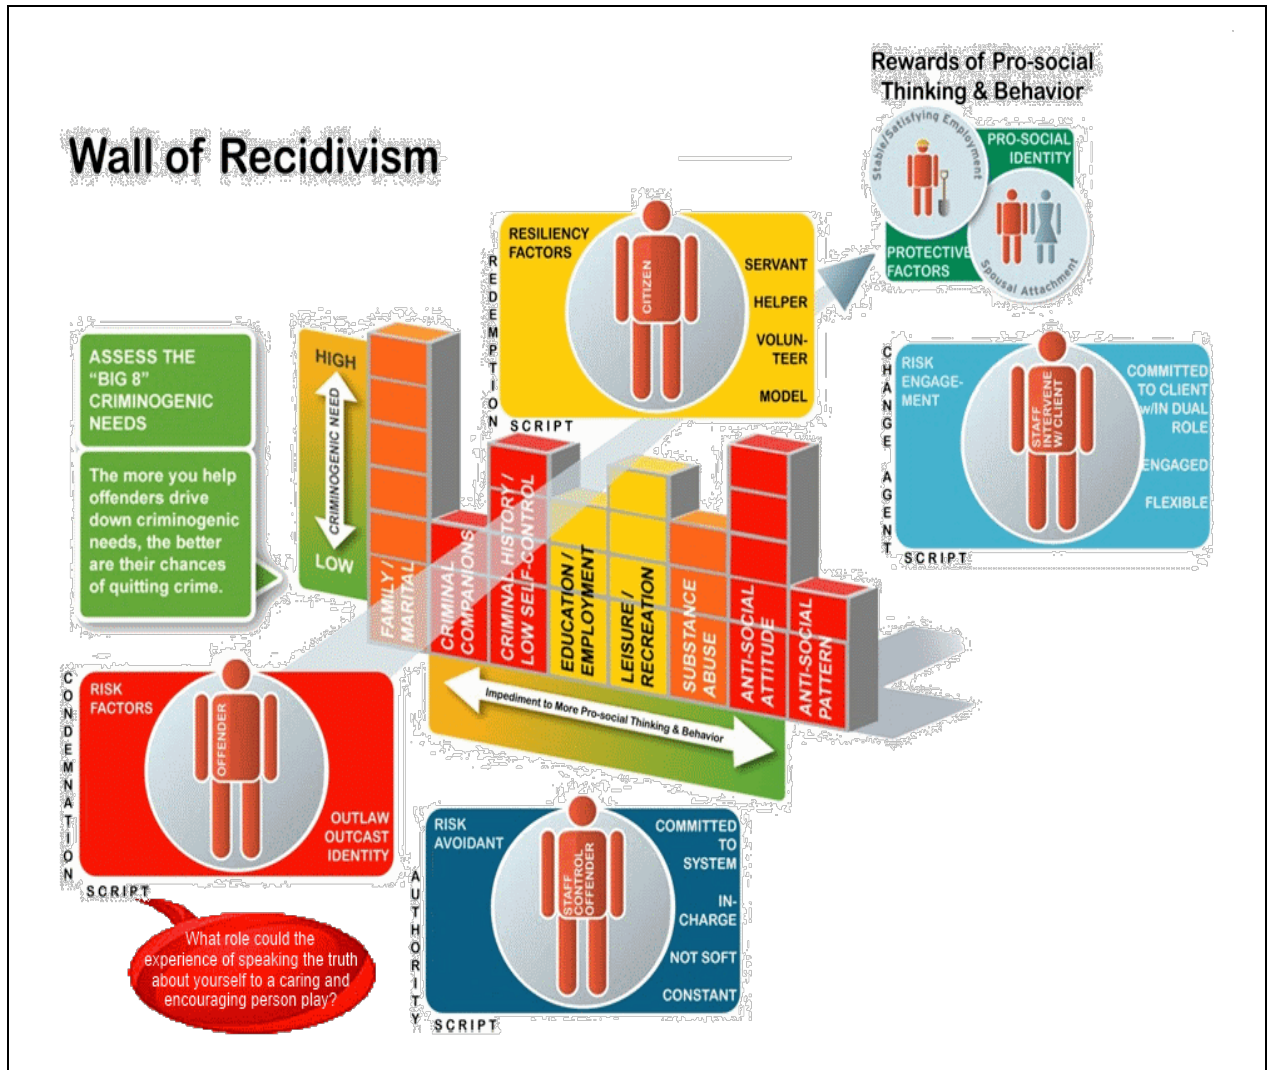 Wall of Recidivism
Rewards of Pro-social
Thinking & Behavior
Stable/Satisfying Employment
PRO-SOCIAL
IDENTITY
PROTECTIVE
FACTORS
Spousal Attachment
RESILIENCY
FACTORS
CITIZEN
SERVANT
HELPER
VOLUN-
TEER
MODEL
REDEMPTION
SCRIPT
ASSESS THE
"BIG 8"
CRIMINOGENIC
NEEDS
The more you help
offenders drive
down criminogenic
needs, the better
are their chances
of quitting crime.
HIGH
CRIMINOGENIC NEED
LOW
FAMILY /
MARITAL
CRIMINAL
COMPANIONS
CRIMINAL HISTORY /
LOW SELF-CONTROL
EDUCATION /
EMPLOYMENT
LEISURE /
RECREATION
SUBSTANCE
ABUSE
ANTI-SOCIAL
ATTITUDE
ANTI-SOCIAL
PATTERN
Impediment to More Pro-social Thinking & Behavior
CHANGE AGENT
SCRIPT
RISK
ENGAGE-
MENT
STAFF
INTERVENE
W/ CLIENT
COMMITTED
TO CLIENT
w/IN DUAL
ROLE
ENGAGED
FLEXIBLE
CONDEMNATION
SCRIPT
RISK
FACTORS
OFFENDER
OUTLAW
OUTCAST
IDENTITY
What role could the
experience of speaking the truth
about yourself to a caring and
encouraging person play?
AUTHORITY
SCRIPT
RISK
AVOIDANT
STAFF
CONTROL
OFFENDER
COMMITTED
TO
SYSTEM
IN-
CHARGE
NOT SOFT
CONSTANT